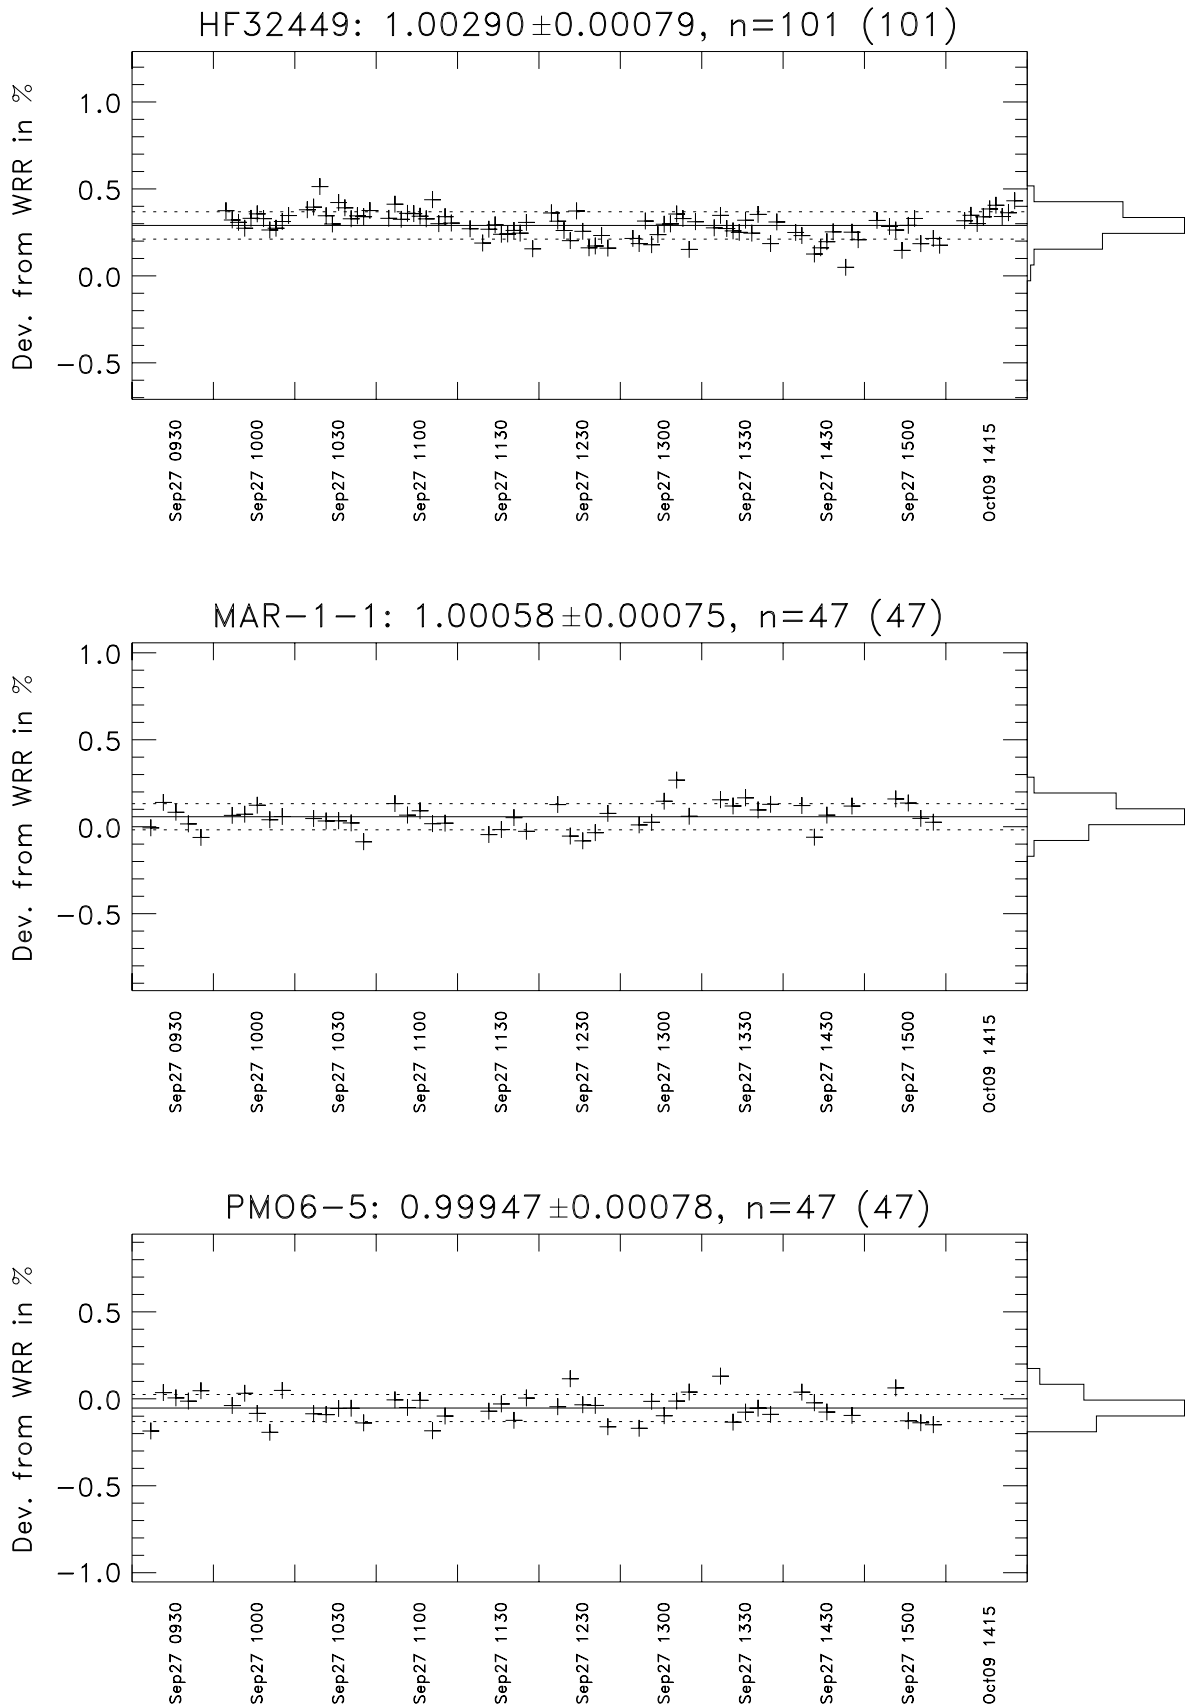 HF32449: 1.00290±0.00079, n=101 (101)
Dev. from WRR in %
1.0
0.5
0.0
−0.5
Sep27 0930
Sep27 1000
Sep27 1030
Sep27 1100
Sep27 1130
Sep27 1230
Sep27 1300
Sep27 1330
Sep27 1430
Sep27 1500
Oct09 1415
MAR−1−1: 1.00058±0.00075, n=47 (47)
Dev. from WRR in %
1.0
0.5
0.0
−0.5
Sep27 0930
Sep27 1000
Sep27 1030
Sep27 1100
Sep27 1130
Sep27 1230
Sep27 1300
Sep27 1330
Sep27 1430
Sep27 1500
Oct09 1415
PMO6−5: 0.99947±0.00078, n=47 (47)
Dev. from WRR in %
0.5
0.0
−0.5
−1.0
Sep27 0930
Sep27 1000
Sep27 1030
Sep27 1100
Sep27 1130
Sep27 1230
Sep27 1300
Sep27 1330
Sep27 1430
Sep27 1500
Oct09 1415